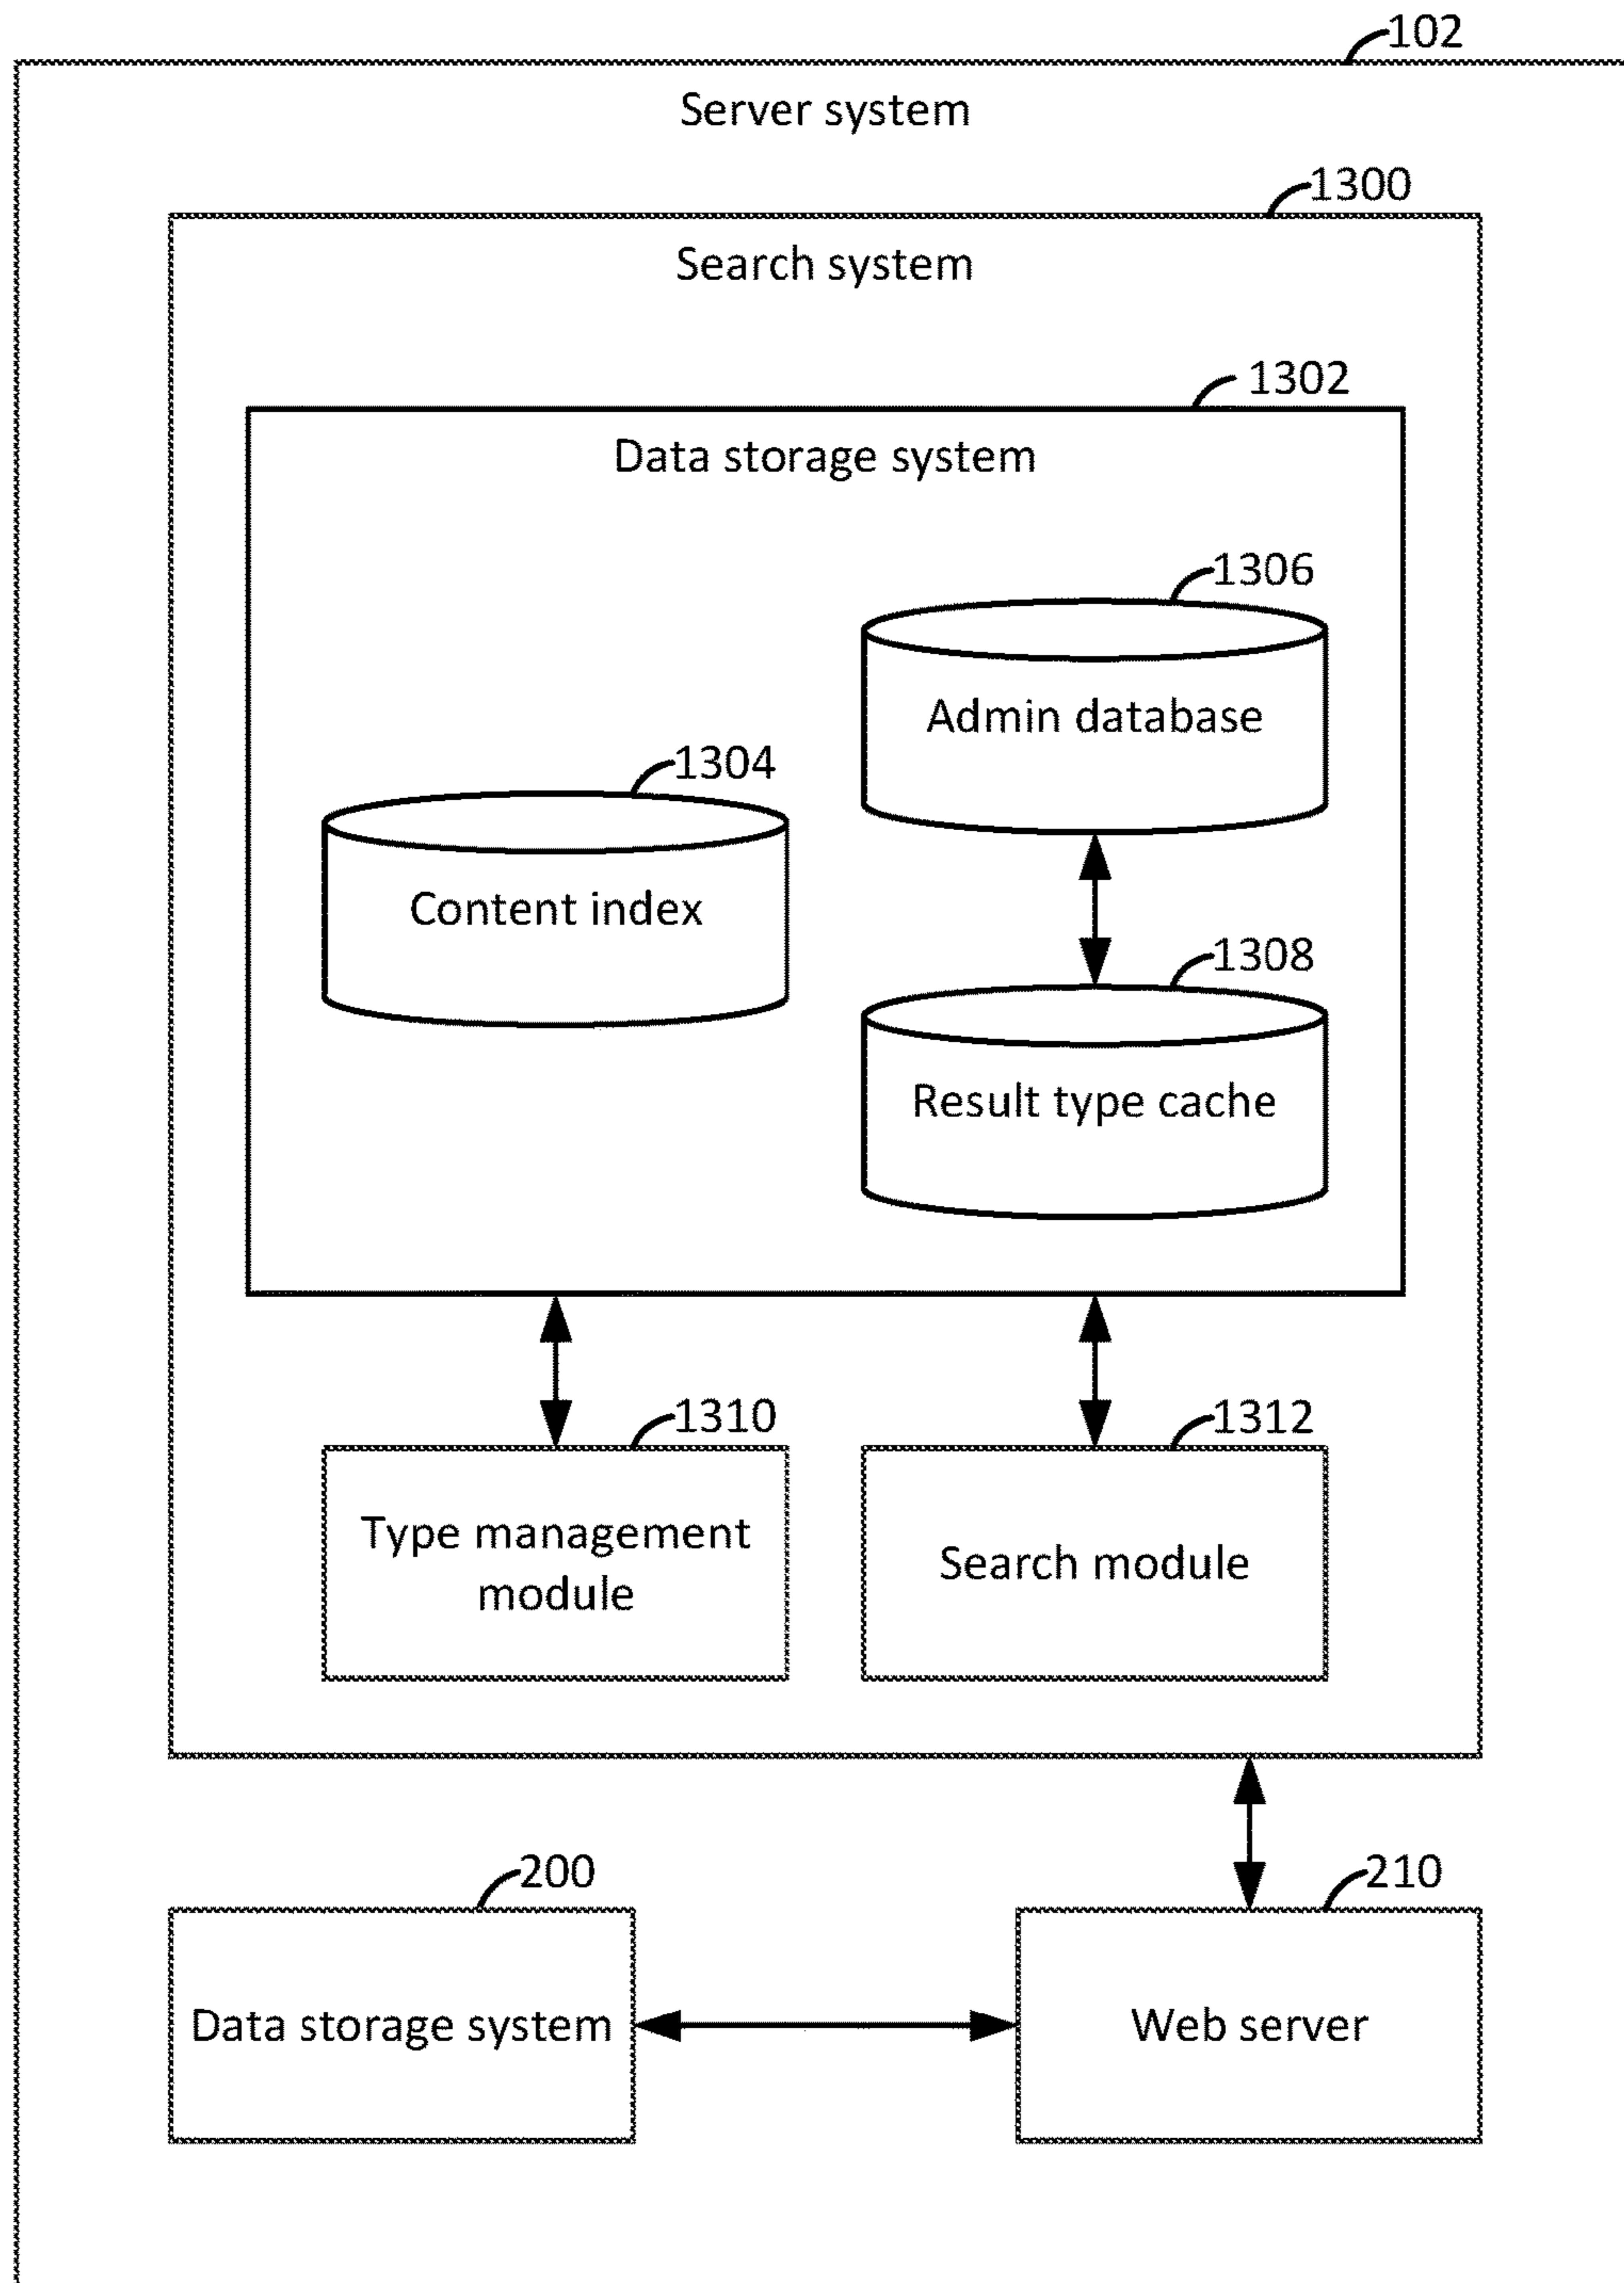 102
Server system
1300
Search system
1302
Data storage system
1306
Admin database
1304
Content index
1308
Result type cache
1310
Type management
module
1312
Search module
200
Data storage system
210
Web server